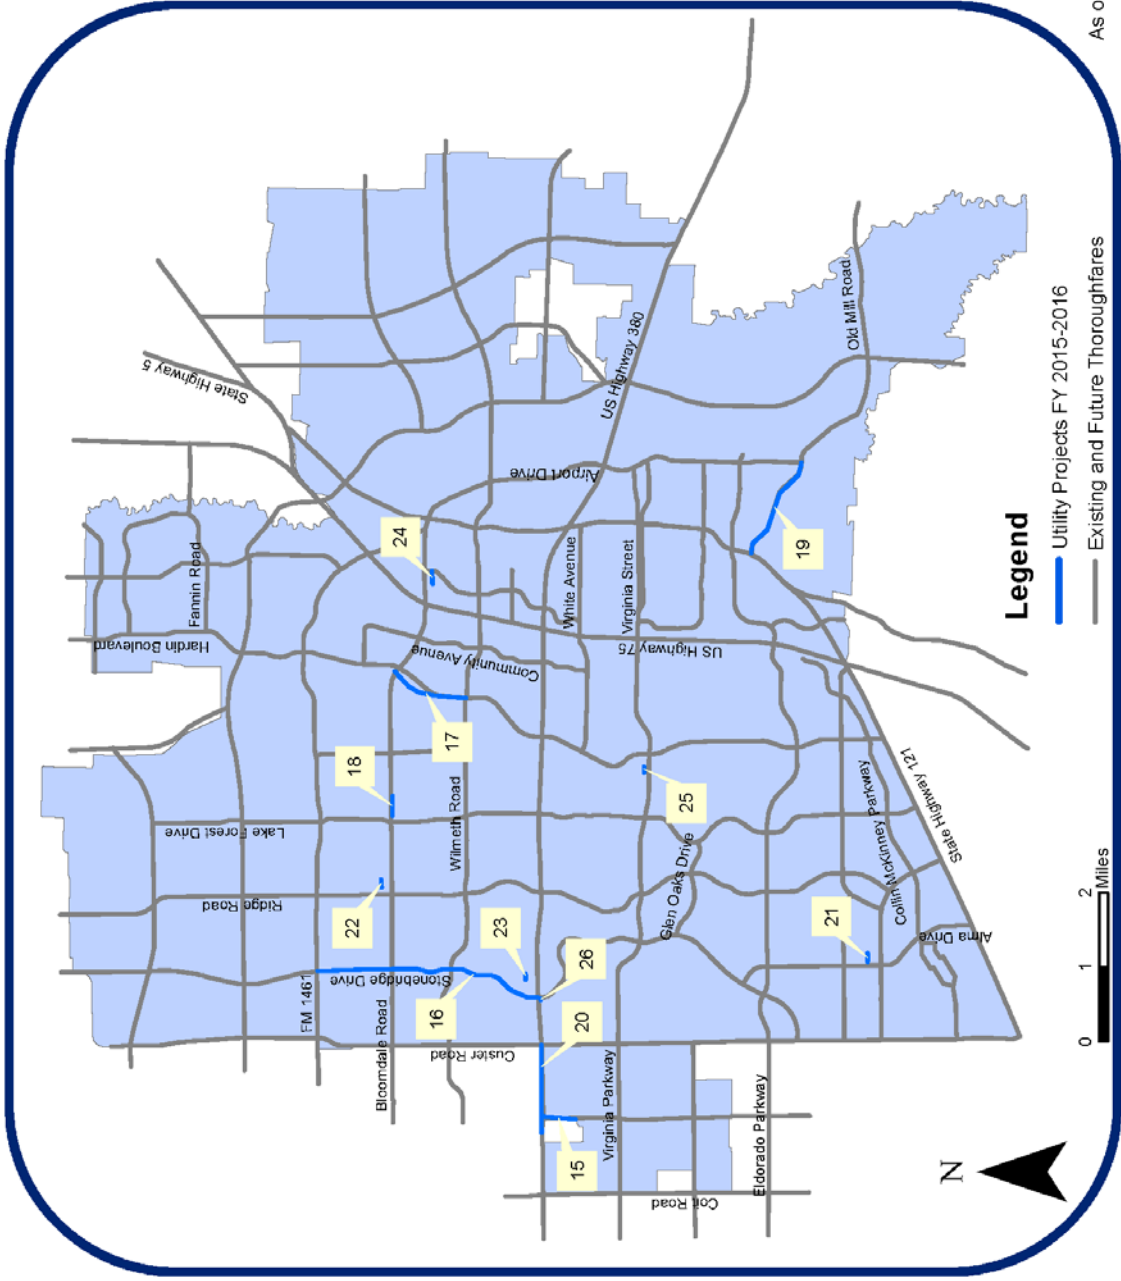 State Highway 5
Fannin Road
Hardin Boulevard
24
Airport Drive
US Highway 380
Old Mill Road
White Avenue
Virginia Street
19
Community Avenue
US Highway 75
17
18
Lake Forest Drive
Wilmeth Road
25
Ridge Road
22
Glen Oaks Drive
Collin McKinney Parkway
State Highway 121
23
21
Alma Drive
FM 1461
Stonebridge Drive
16
26
Bloomdale Road
20
Custer Road
Virginia Parkway
15
Eldorado Parkway
Coit Road
N
Legend
Utility Projects FY 2015-2016
Existing and Future Thoroughfares
0 1 2
Miles
As o